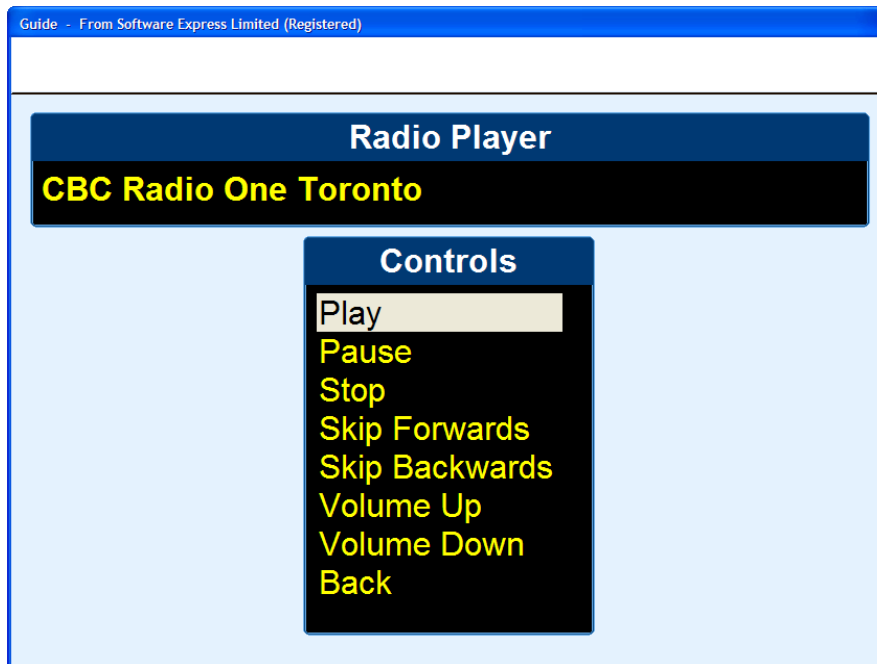 Guide - From Software Express Limited (Registered)
Radio Player
CBC Radio One Toronto
Controls
Play
Pause
Stop
Skip Forwards
Skip Backwards
Volume Up
Volume Down
Back